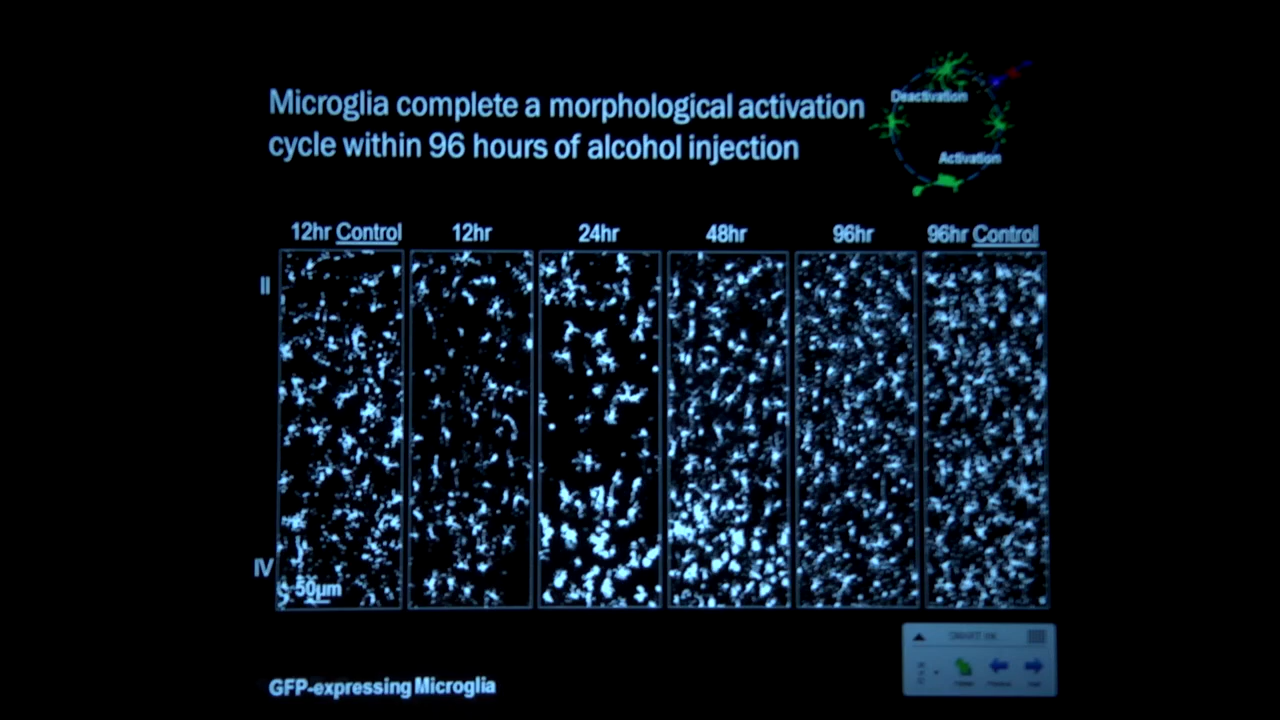 Microglia complete a morphological activation
cycle within 96 hours of alcohol injection
Deactivation
Activation
12hr Control
12hr
24hr
48hr
96hr
96hr Control
II
IV
50µm
GFP-expressing Microglia